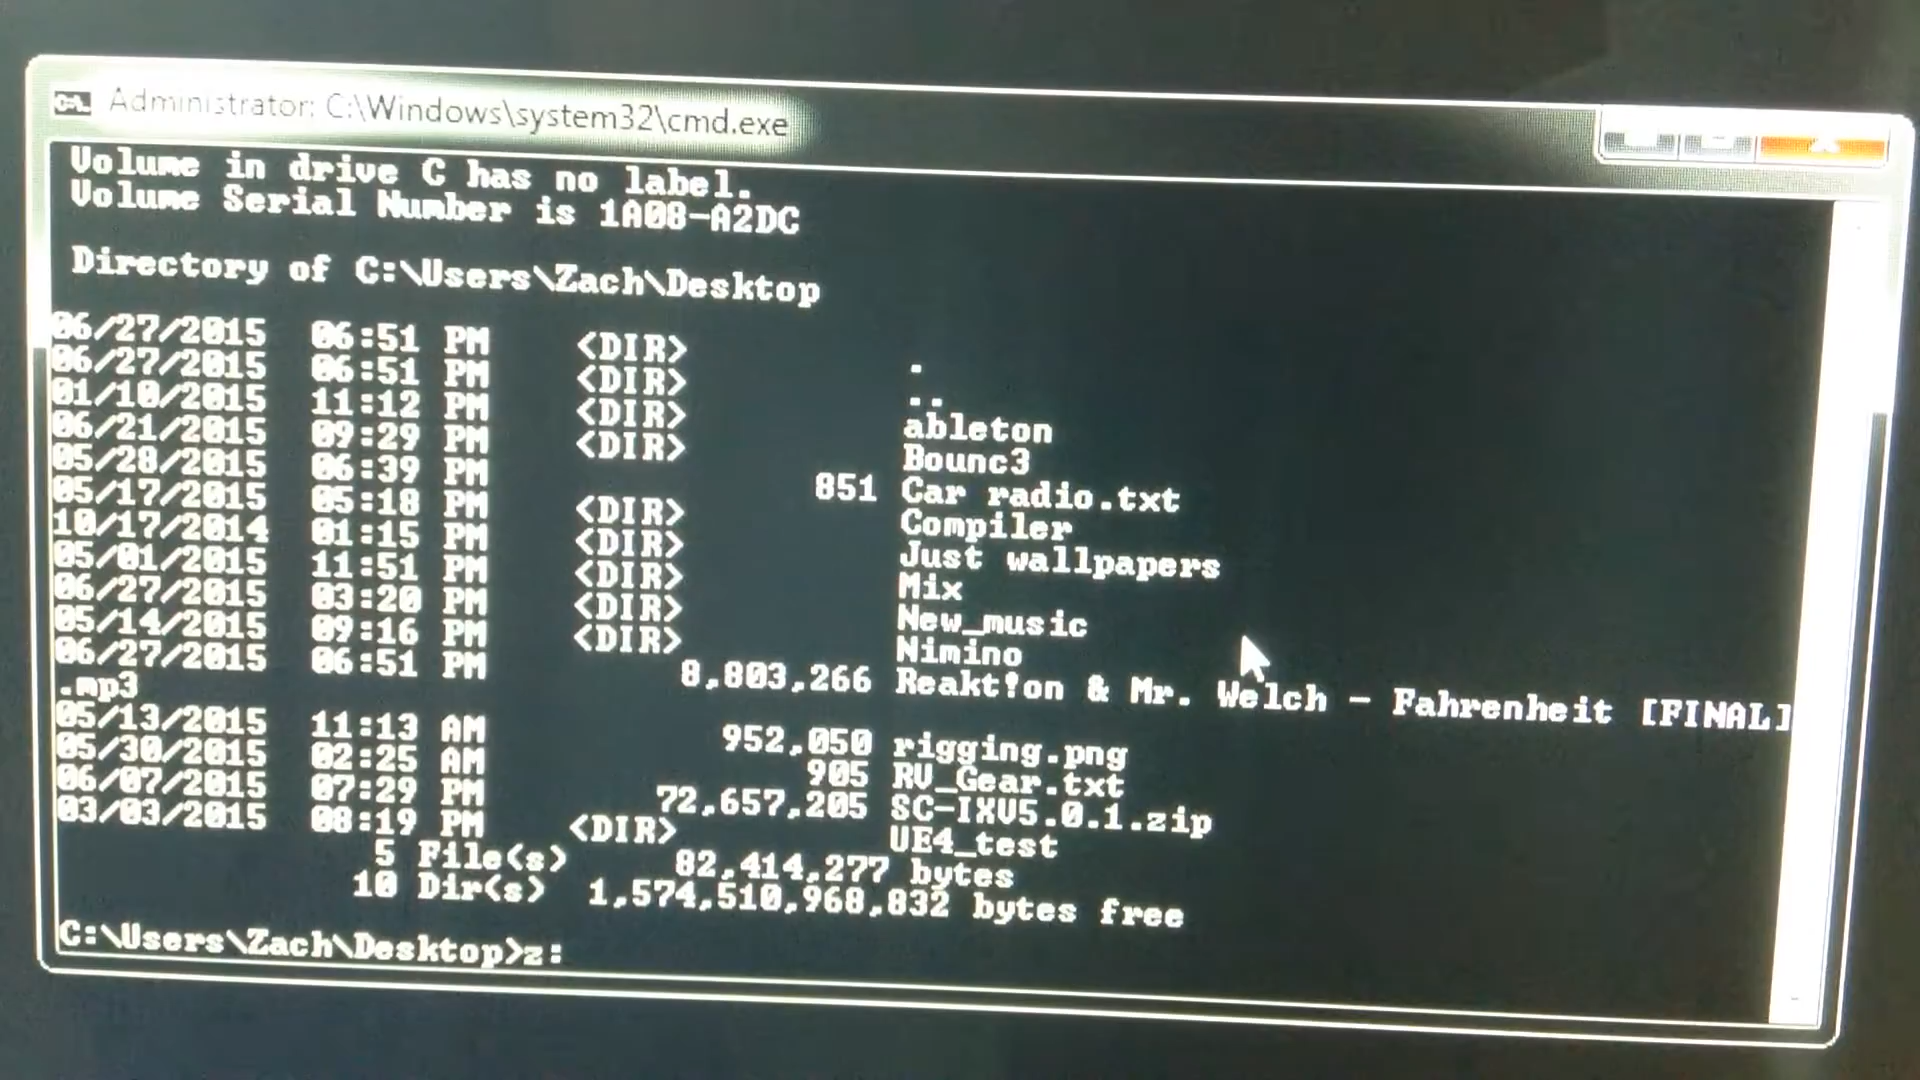 Administrator: C:\Windows\system32\cmd.exe
Volume in drive C has no label.
Volume Serial Number is 1A08-A2DC
Directory of C:\Users\Zach\Desktop
06/27/2015 06:51 PM <DIR> .
06/27/2015 06:51 PM <DIR> ..
01/10/2015 11:12 PM <DIR> ableton
06/21/2015 09:29 PM <DIR> Bounc3
05/28/2015 06:39 PM 851 Car radio.txt
05/17/2015 05:18 PM <DIR> Compiler
10/17/2014 01:15 PM <DIR> Just wallpapers
05/01/2015 11:51 PM <DIR> Mix
06/27/2015 03:20 PM <DIR> New_music
05/14/2015 09:16 PM <DIR> Nimino
06/27/2015 06:51 PM 8,803,266 Reakt!on & Mr. Welch - Fahrenheit [FINAL]
.mp3
05/13/2015 11:13 AM 952,050 rigging.png
05/30/2015 02:25 AM 905 RV_Gear.txt
06/07/2015 07:29 PM 72,657,205 SC-IXV5.0.1.zip
03/03/2015 08:19 PM <DIR> UE4_test
5 File(s) 82,414,277 bytes
10 Dir(s) 1,574,510,968,832 bytes free
C:\Users\Zach\Desktop>z: